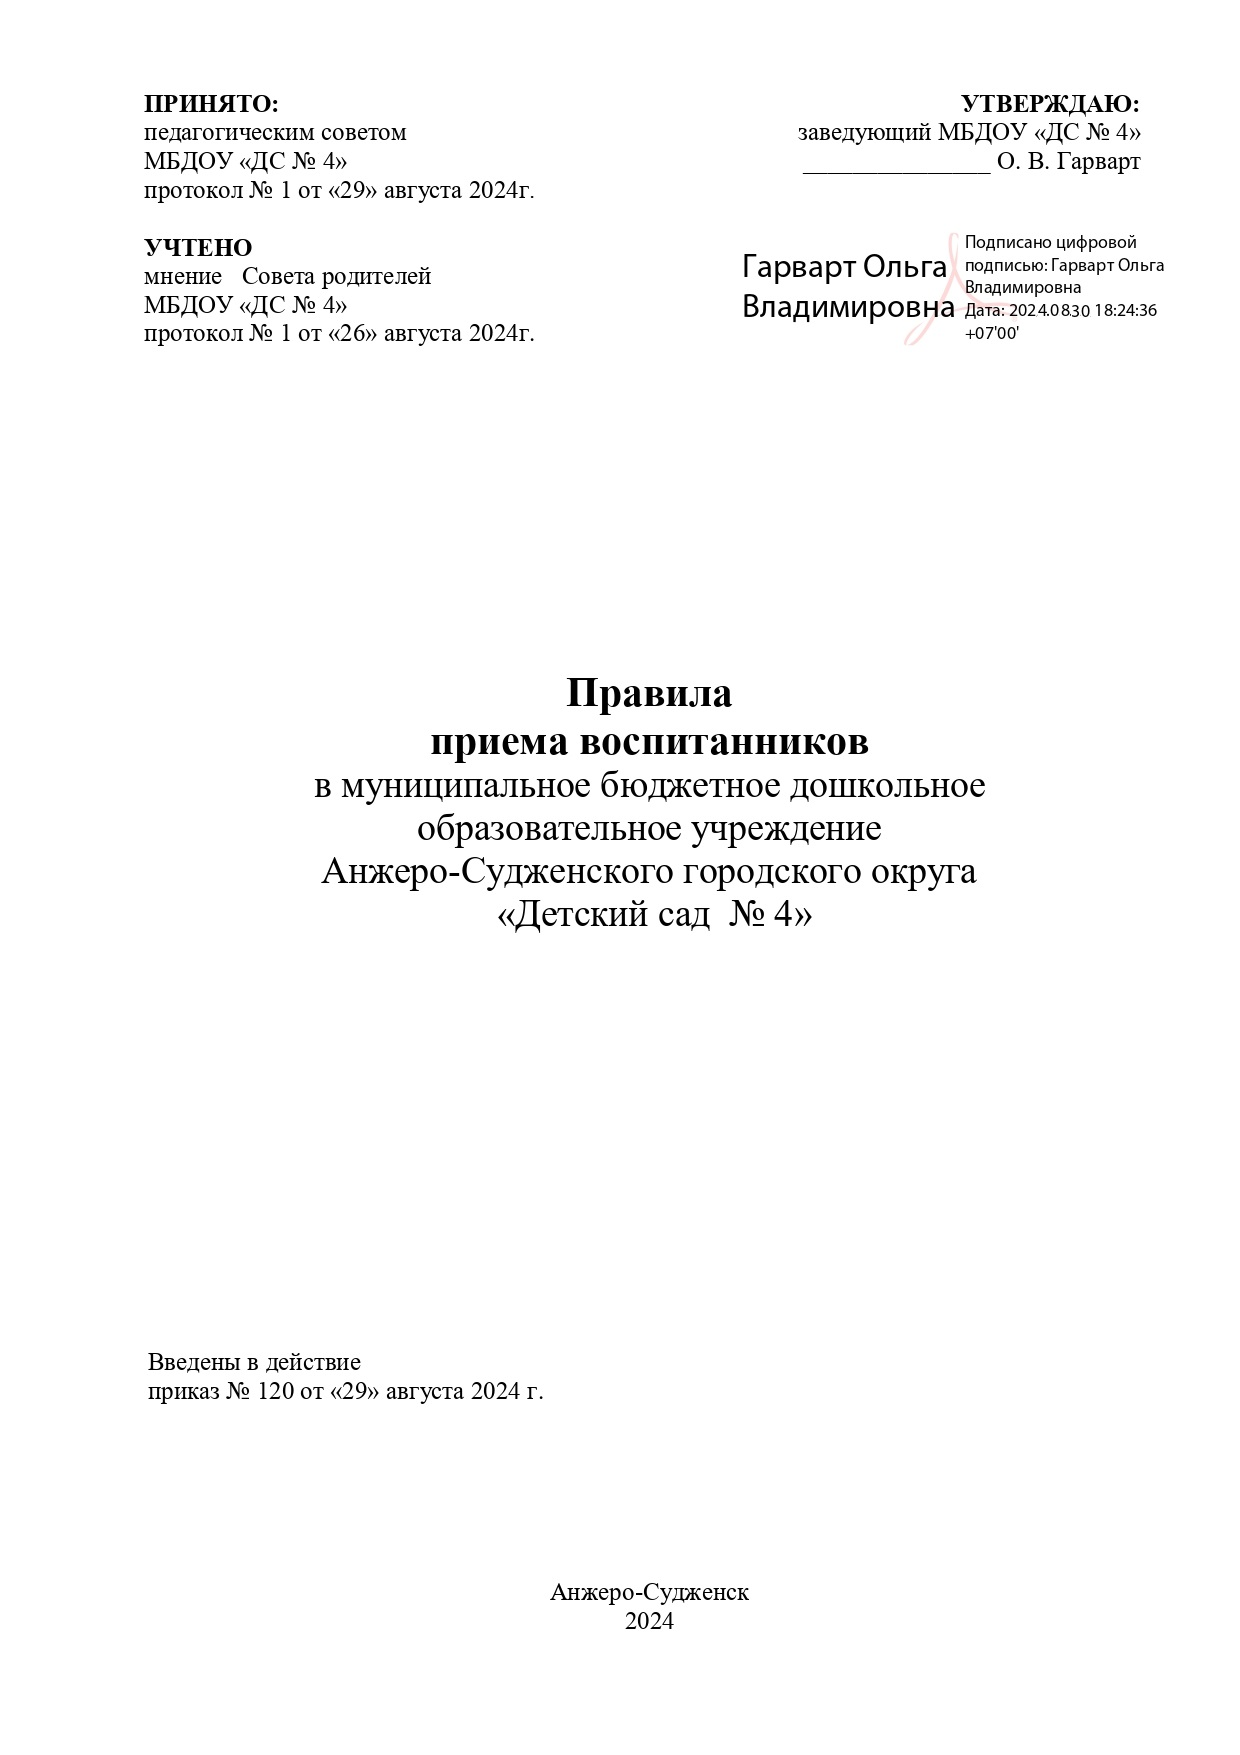 ПРИНЯТО:
педагогическим советом
МБДОУ «ДС № 4»
протокол № 1 от «29» августа 2024г.
УЧТЕНО
мнение Совета родителей
МБДОУ «ДС № 4»
протокол № 1 от «26» августа 2024г.
УТВЕРЖДАЮ:
заведующий МБДОУ «ДС № 4»
_______________ О. В. Гарварт
Гарварт Ольга
Владимировна
Подписано цифровой
подписью: Гарварт Ольга
Владимировна
Дата: 2024.08.30 18:24:36
+07'00'
Правила
приема воспитанников
в муниципальное бюджетное дошкольное
образовательное учреждение
Анжеро-Судженского городского округа
«Детский сад № 4»
Введены в действие
приказ № 120 от «29» августа 2024 г.
Анжеро-Судженск
2024